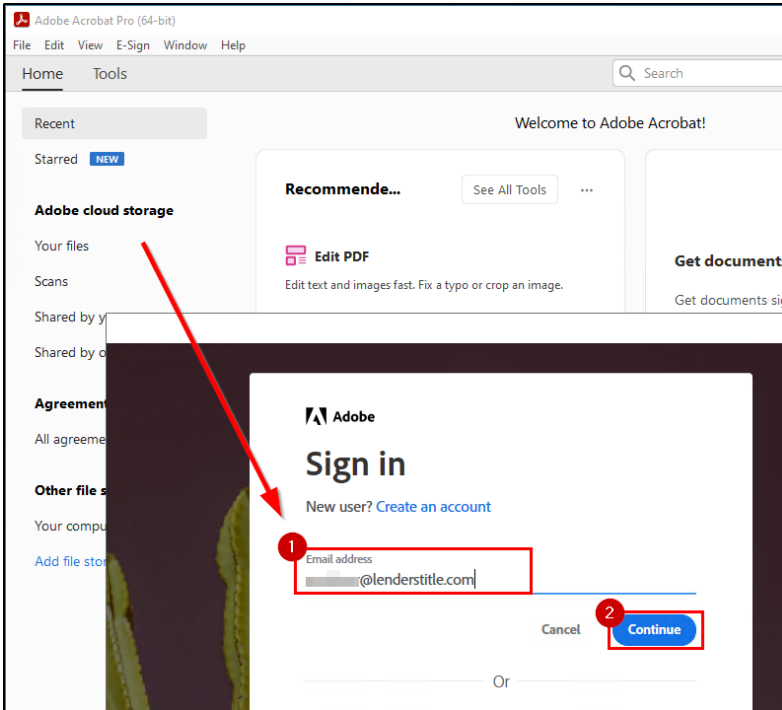 Adobe Acrobat Pro (64-bit)
File Edit View E-Sign Window Help
Home Tools
Search
Recent
Welcome to Adobe Acrobat!
Starred NEW
Recommende... See All Tools ...
Adobe cloud storage
Your files
Edit PDF
Get document
Scans
Edit text and images fast. Fix a typo or crop an image.
Get documents si
Shared by y
Shared by o
Agreement
All agreeme
Other file s
Your compu
Add file stor
Adobe
Sign in
New user? Create an account
1
Email address
@lenderstitle.com
2
Cancel Continue
Or